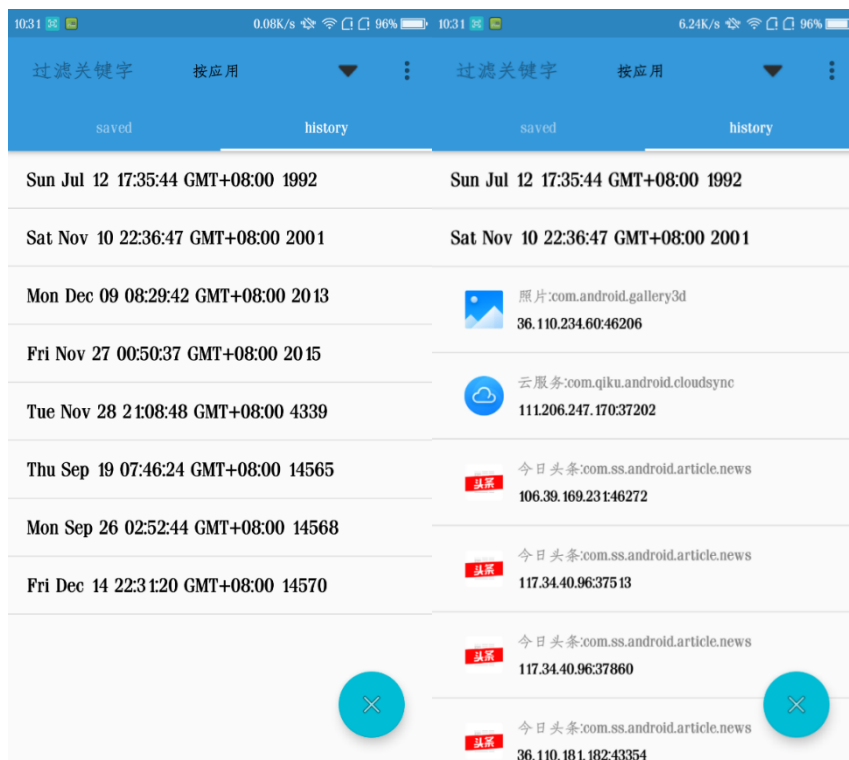 10:31
0.08K/s
96%
过滤关键字
按应用
saved
history
Sun Jul 12 17:35:44 GMT+08:00 1992
Sat Nov 10 22:36:47 GMT+08:00 2001
Mon Dec 09 08:29:42 GMT+08:00 2013
Fri Nov 27 00:50:37 GMT+08:00 2015
Tue Nov 28 21:08:48 GMT+08:00 4339
Thu Sep 19 07:46:24 GMT+08:00 14565
Mon Sep 26 02:52:44 GMT+08:00 14568
Fri Dec 14 22:31:20 GMT+08:00 14570
10:31
6.24K/s
96%
过滤关键字
按应用
saved
history
Sun Jul 12 17:35:44 GMT+08:00 1992
Sat Nov 10 22:36:47 GMT+08:00 2001
照片:com.android.gallery3d
36.110.234.60:46206
云服务:com.qiku.android.cloudsync
111.206.247.170:37202
头条
今日头条:com.ss.android.article.news
106.39.169.231:46272
头条
今日头条:com.ss.android.article.news
117.34.40.96:37513
头条
今日头条:com.ss.android.article.news
117.34.40.96:37860
头条
今日头条:com.ss.android.article.news
36.110.181.182:43354